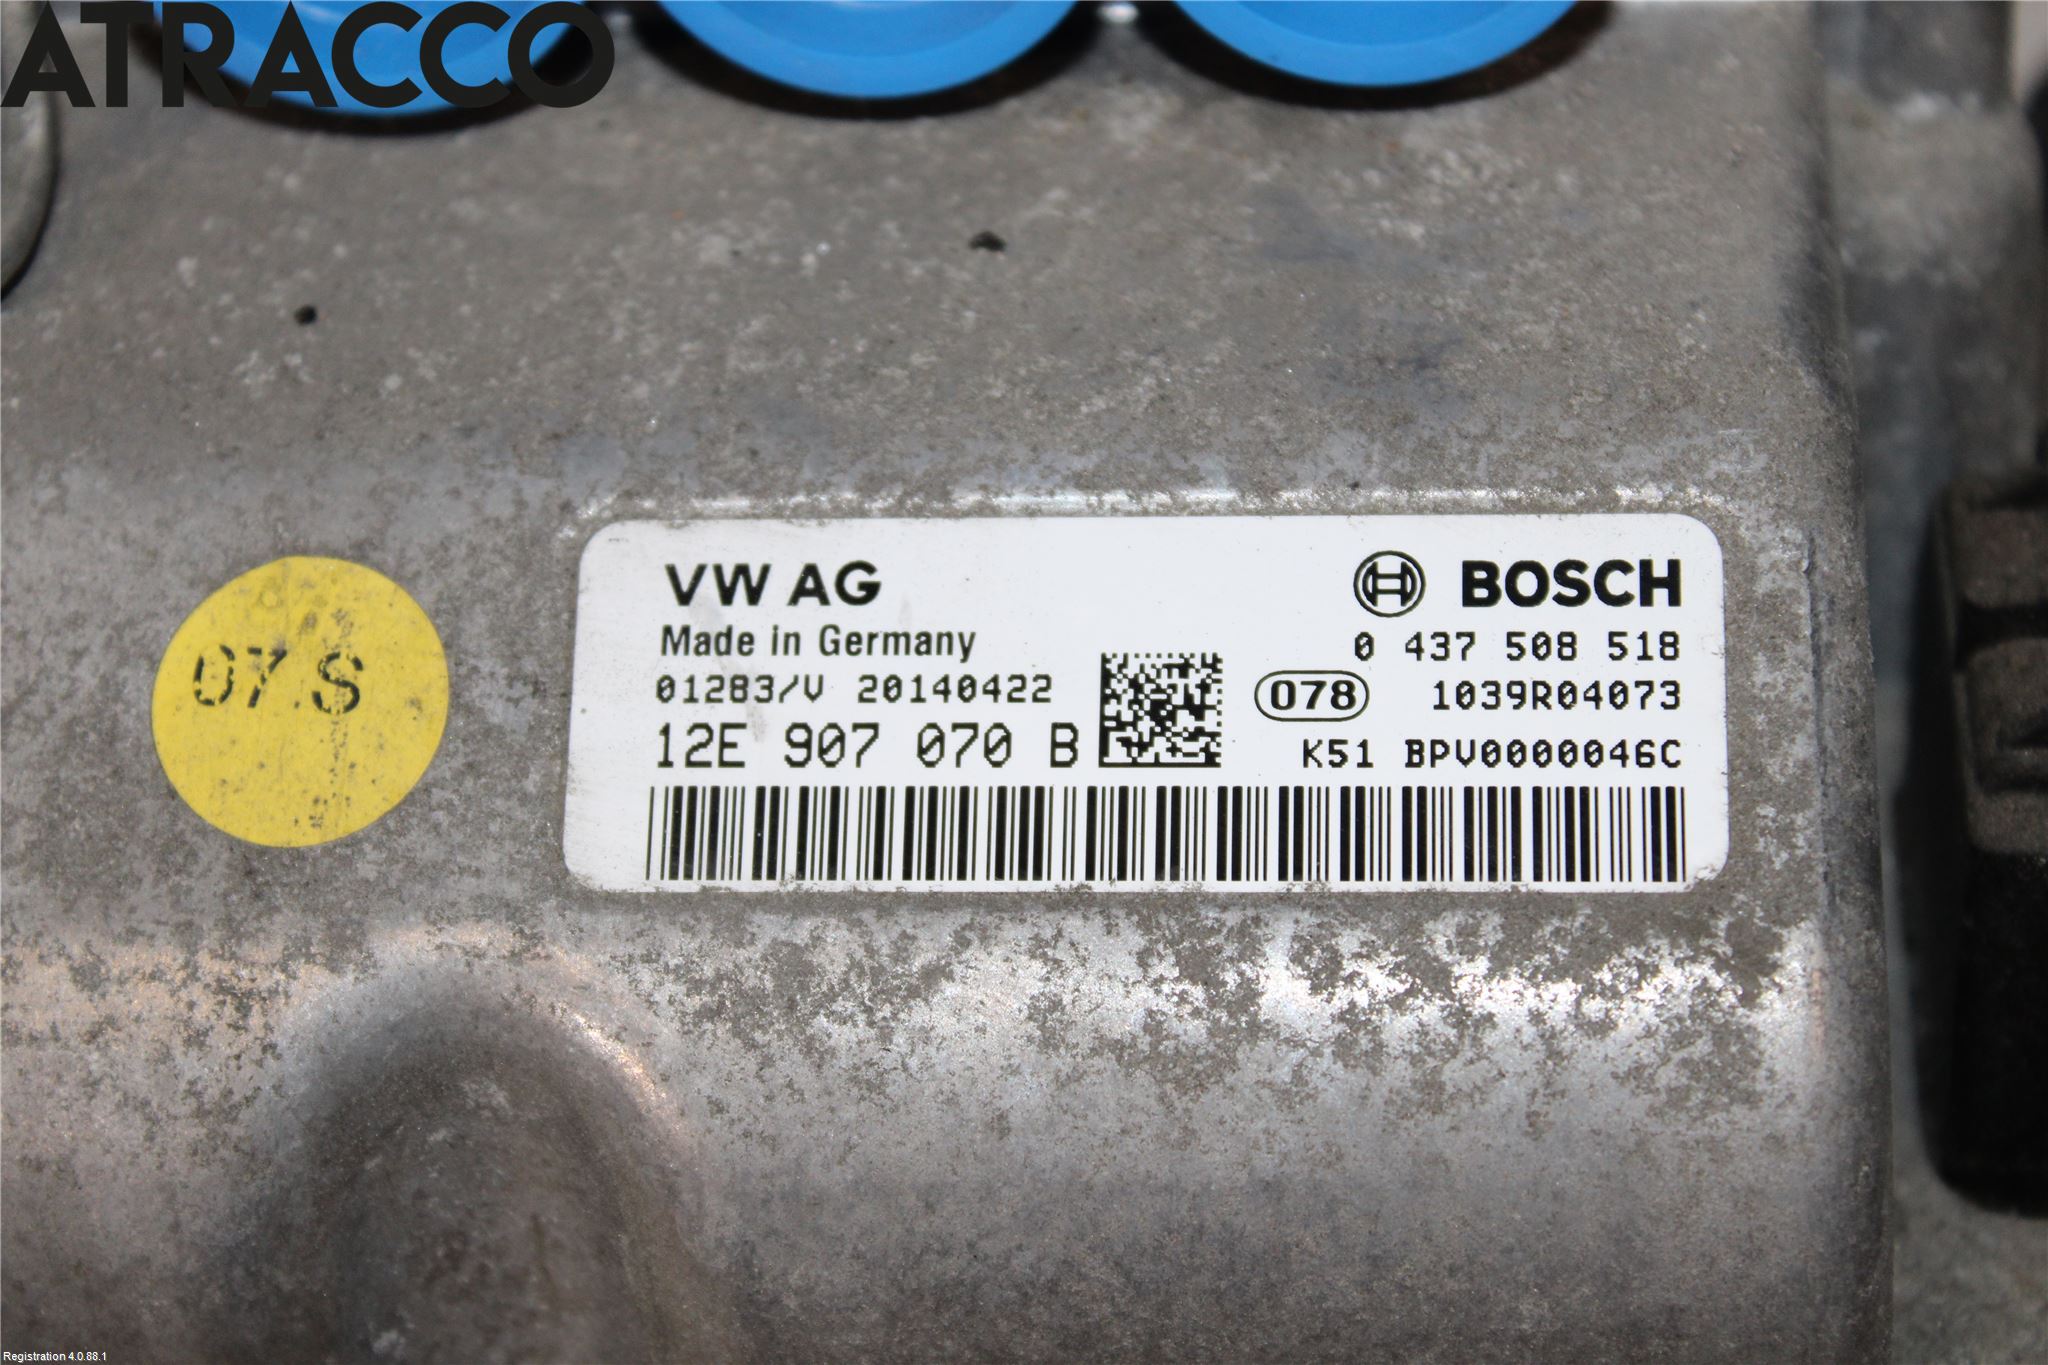 ATRACCO
VW AG
BOSCH
Made in Germany
0 437 508 518
01283/V 20140422
078
1039R04073
12E 907 070 B
K51 BPV0000046C
07.S
Registration 4.0.88.1